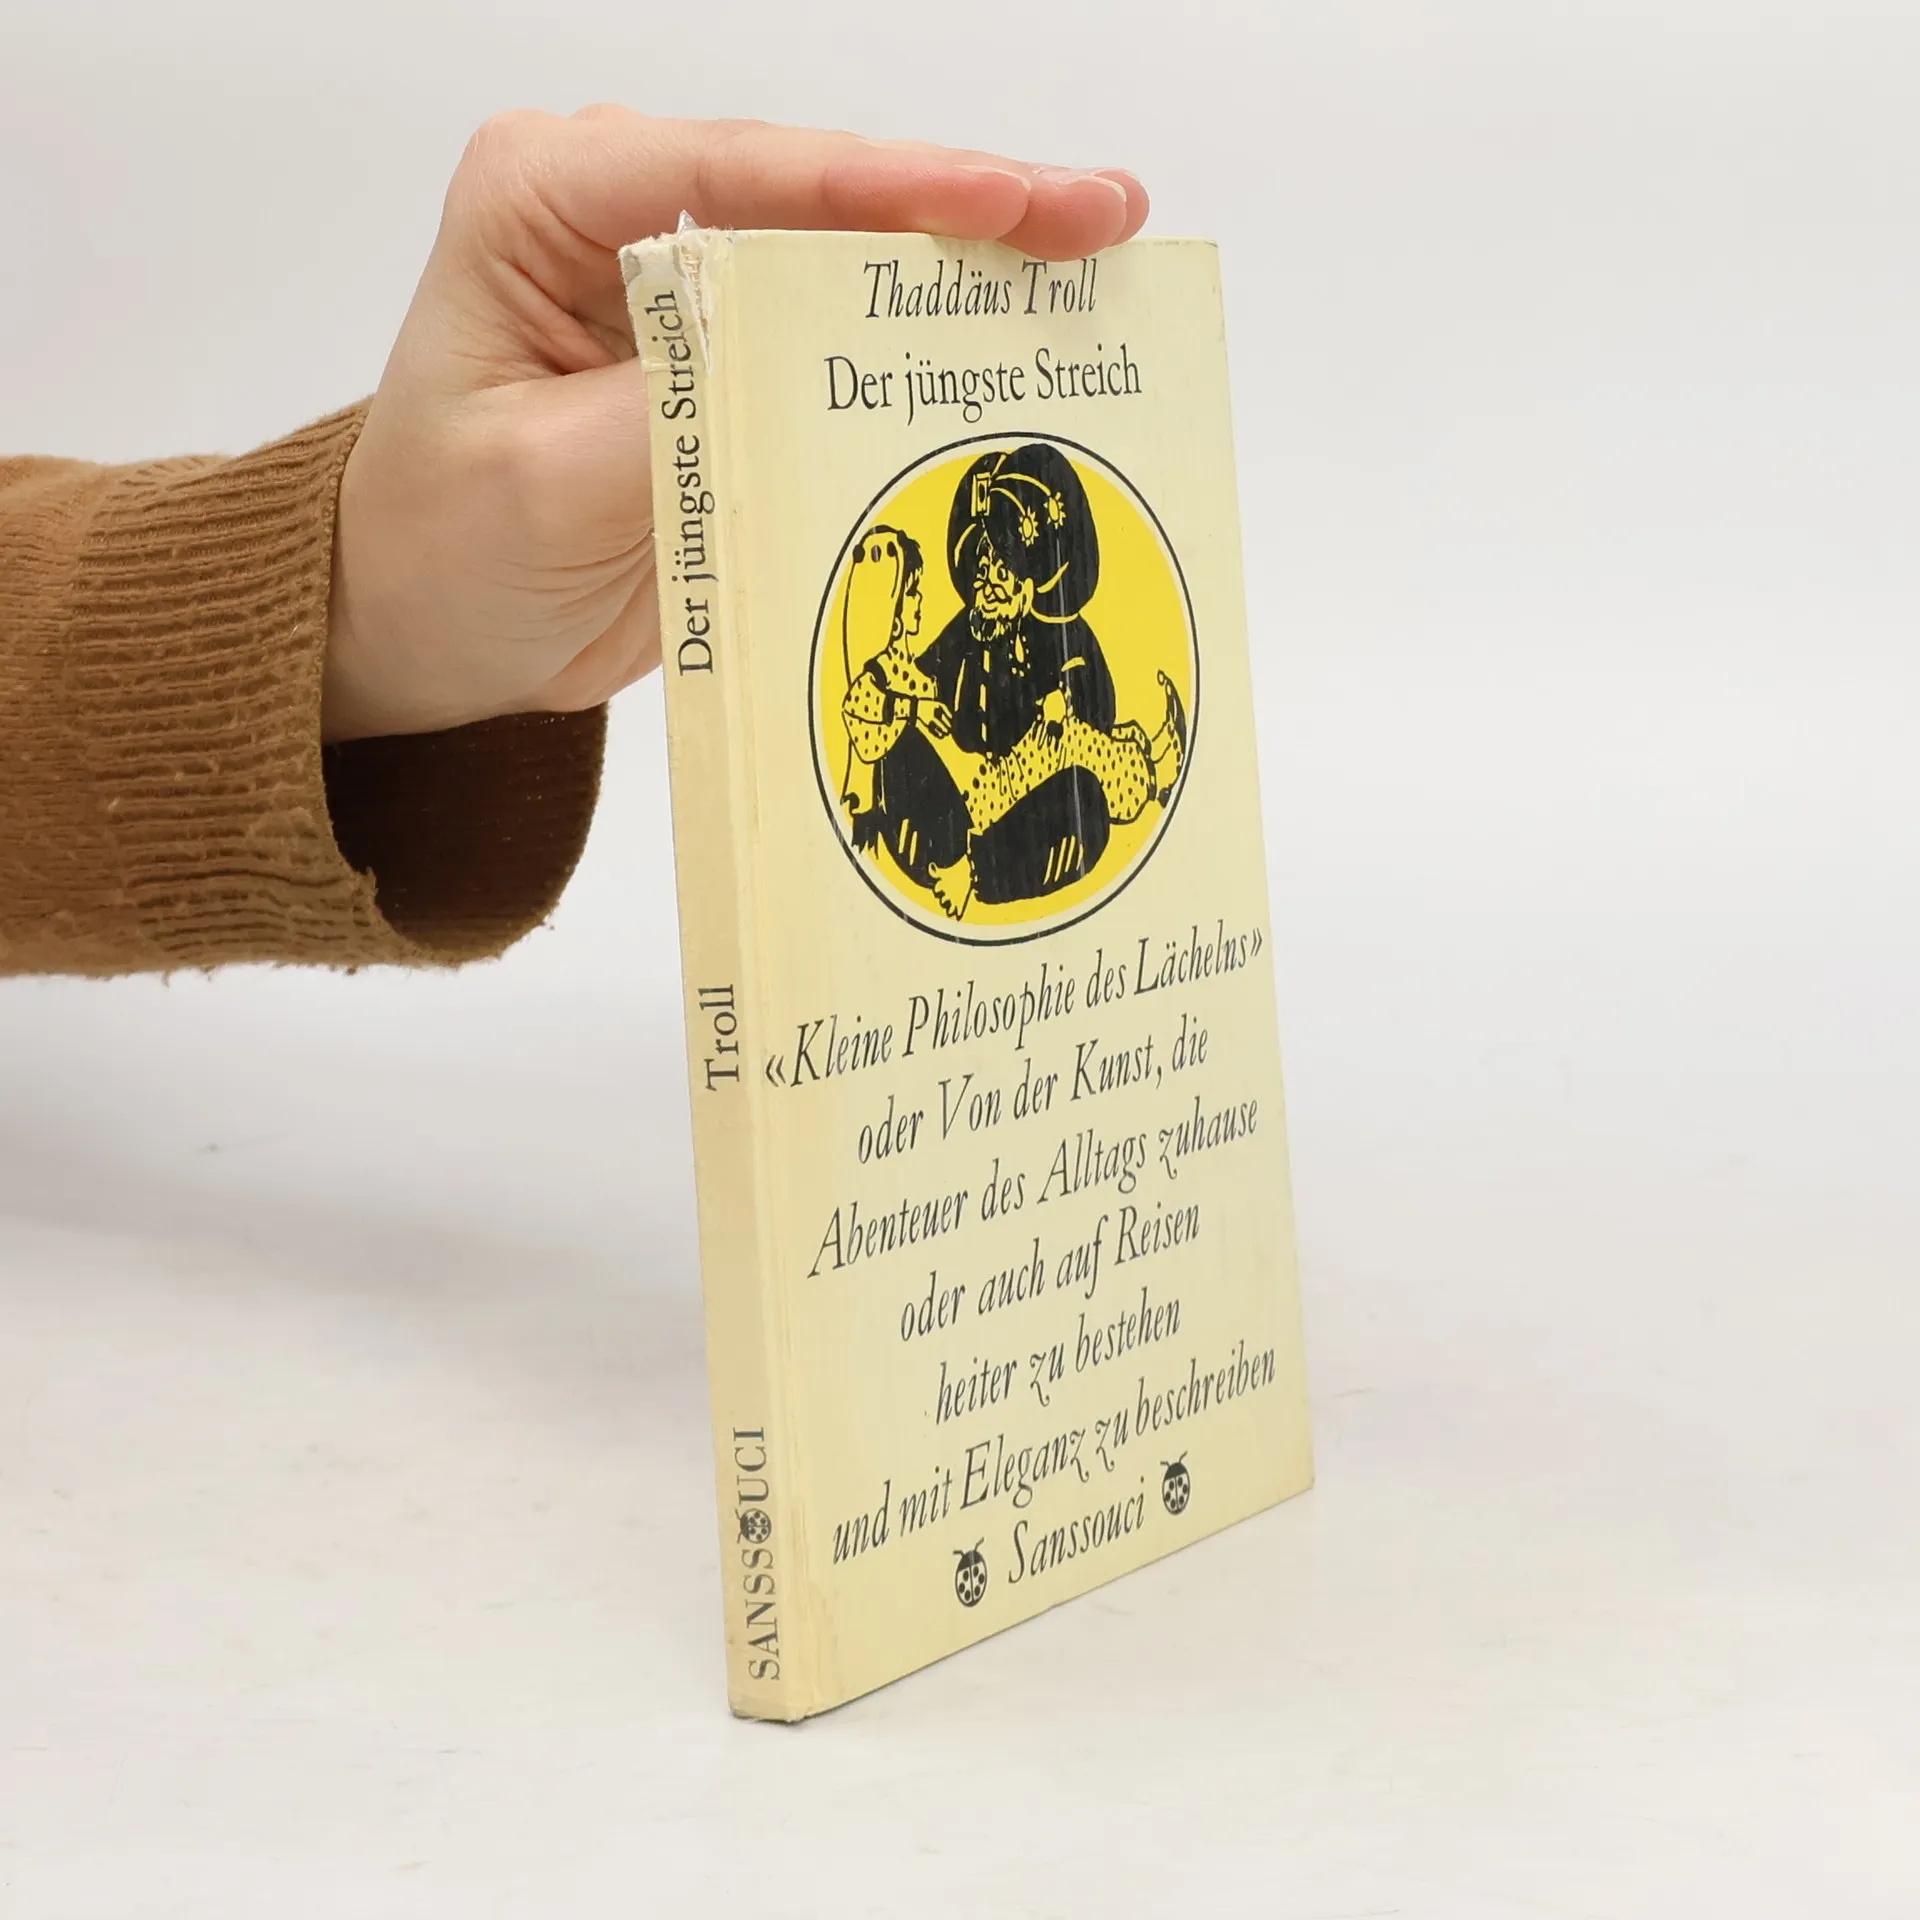 Thaddäus Troll
Der jüngste Streich
«Kleine Philosophie des Lächelns»
oder Von der Kunst, die
Abenteuer des Alltags zuhause
oder auch auf Reisen
heiter zu bestehen
und mit Eleganz zu beschreiben
Sanssouci
Der jüngste Streich
Troll
SANSSOUCI